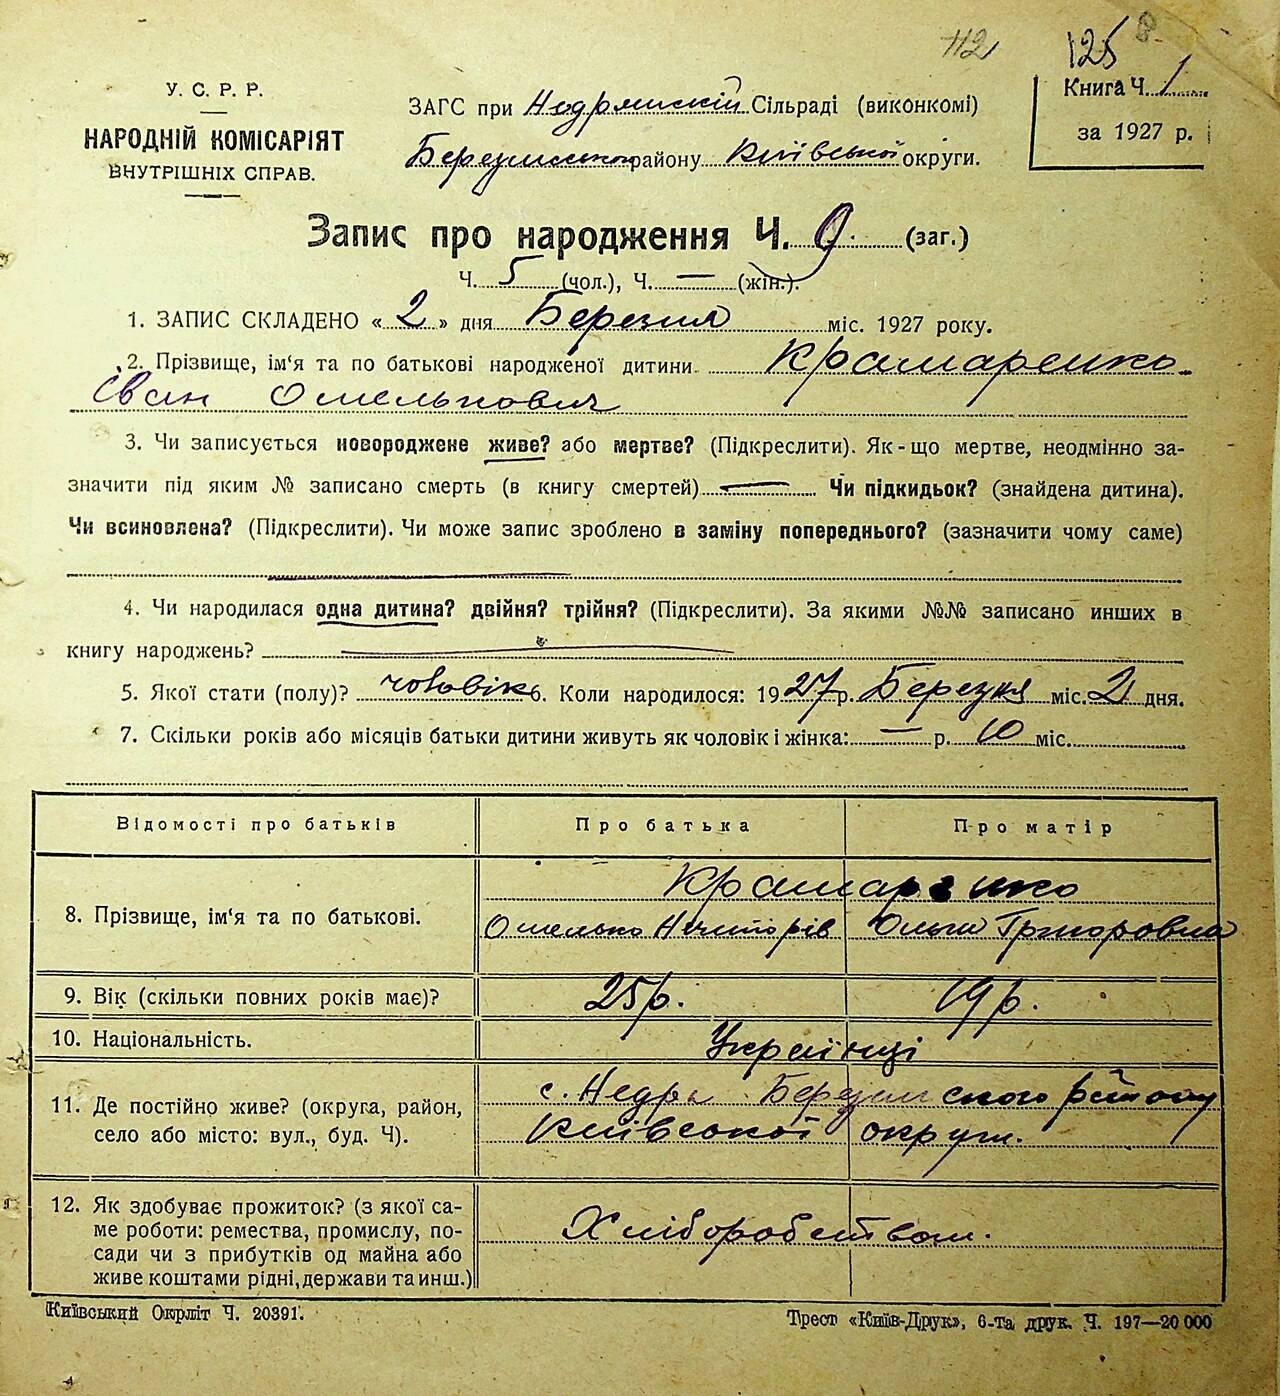 112
125
У. С. Р. Р.
НАРОДНІЙ КОМІСАРІЯТ
ВНУТРІШНІХ СПРАВ.
ЗАГС при Недрянській Сільраді (виконкомі)
Березанського району Київської округи.
Книга Ч. 1
за 1927 р.
Запис про народження Ч. 9 (заг.)
Ч. 5 (чол.), Ч. — (жін.).
1. ЗАПИС СКЛАДЕНО «2» дня Березня міс. 1927 року.
2. Прізвище, ім'я та по батькові народженої дитини Крамаренко
Іван Омелькович
3. Чи записується новороджене живе? або мертве? (Підкреслити). Як-що мертве, неодмінно за-
значити під яким № записано смерть (в книгу смертей) — Чи підкидьок? (знайдена дитина).
Чи всиновлена? (Підкреслити). Чи може запис зроблено в заміну попереднього? (зазначити чому саме)
4. Чи народилася одна дитина? двійня? трійня? (Підкреслити). За якими №№ записано инших в
книгу народжень?
5. Якої стати (полу)? чоловік 6. Коли народилося: 1927 р. Березня міс. 2 дня.
7. Скільки років або місяців батьки дитини живуть як чоловік і жінка: — р. 10 міс.
Відомості про батьків Про батька Про матір
Крамаренко
8. Прізвище, ім'я та по батькові. Омелько Нечипорів Ольга Григоровна
9. Вік (скільки повних років має)? 25 р. 19 р.
10. Національність. Українці
11. Де постійно живе? (округа, район,
село або місто: вул., буд. Ч).
с. Недра Березанського району
Київської округи.
12. Як здобуває прожиток? (з якої са-
ме роботи: ремества, промислу, по-
сади чи з прибутків од майна або
живе коштами рідні, держави та инш.)
Хліборобством.
Київський Окрліт Ч. 20391.
Трест «Київ-Друк», 6-та друк. Ч. 197—20 000